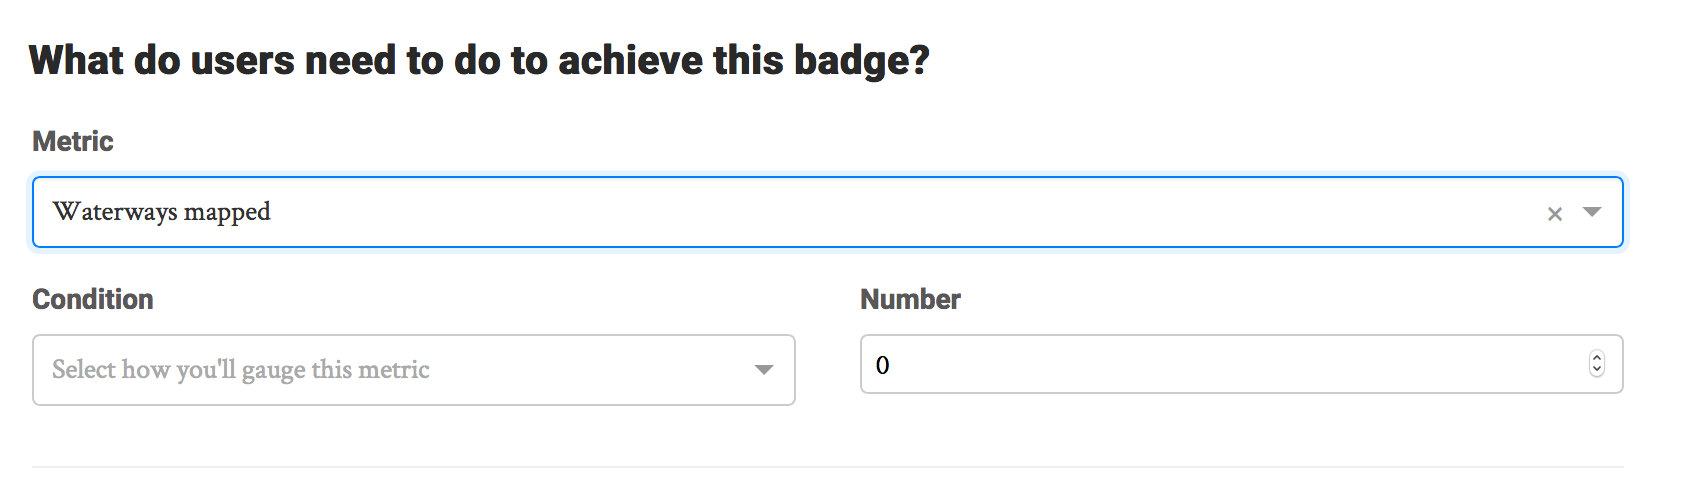 What do users need to do to achieve this badge?
Metric
Waterways mapped
Condition
Number
Select how you'll gauge this metric
0